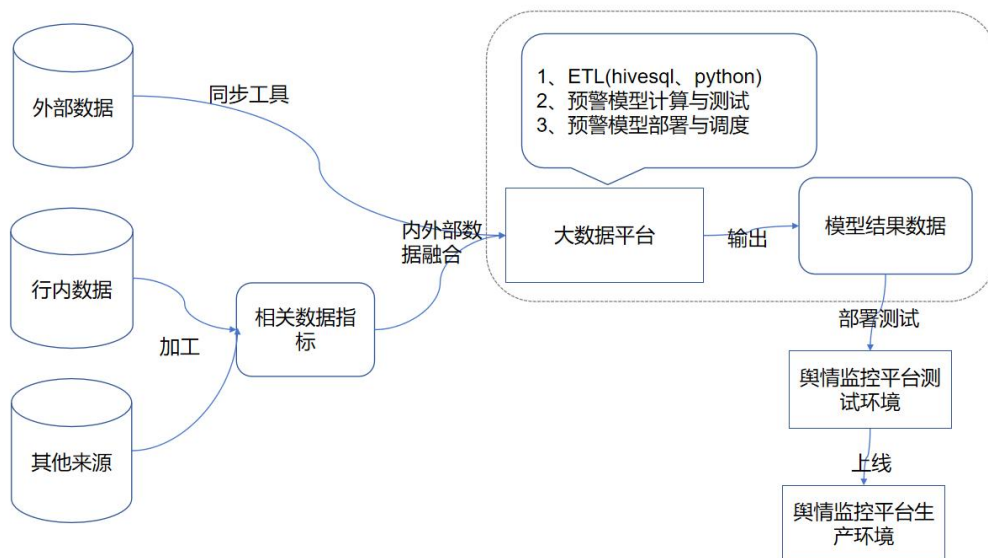 外部数据
同步工具
1、ETL(hivesql、python)
2、预警模型计算与测试
3、预警模型部署与调度
行内数据
加工
其他来源
相关数据指
标
内外部数
据融合
大数据平台
输出
模型结果数据
部署测试
舆情监控平台测
试环境
上线
舆情监控平台生
产环境